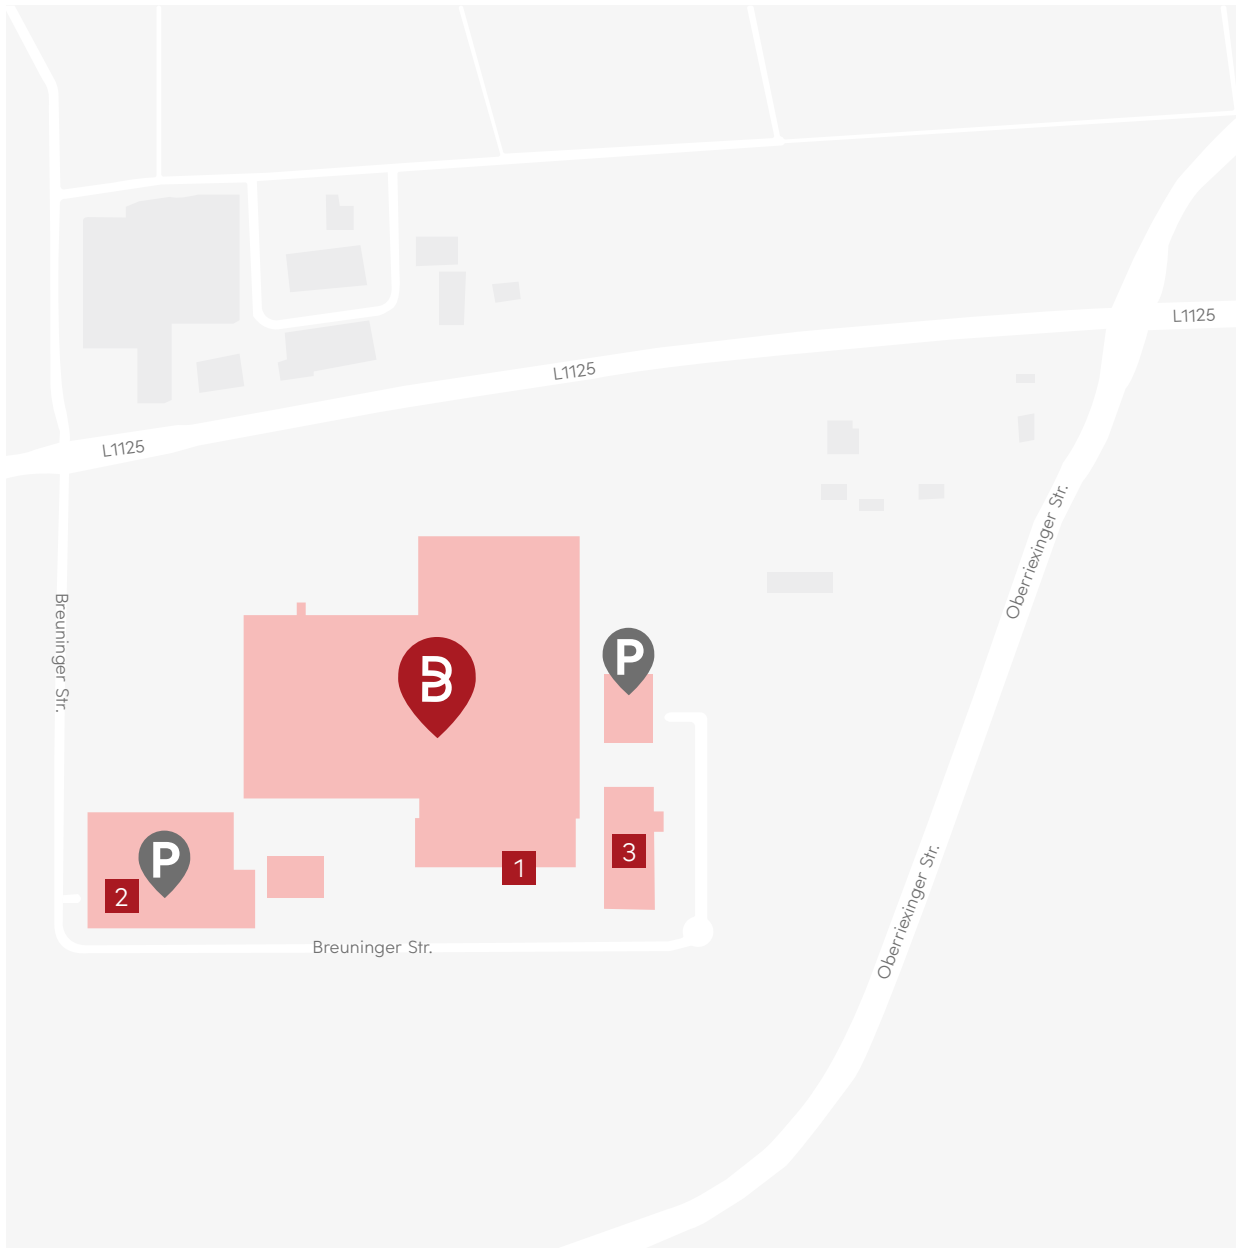 L1125
L1125
L1125
Oberriexinger Str.
Breuninger Str.
P
B
P
3
1
2
Oberriexinger Str.
Breuninger Str.